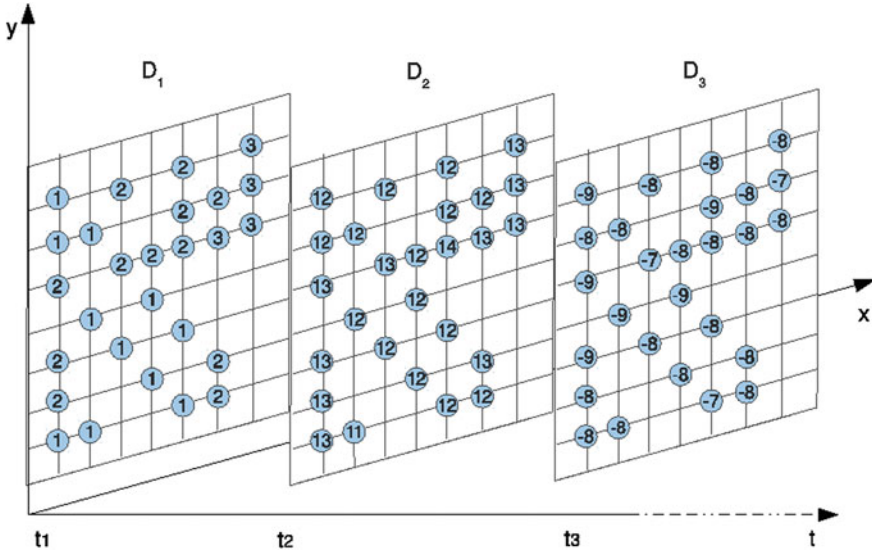 y
D1
D2
D3
1 2 2 3
1 1 2 2 3
2 2 2 2 3 3
1 1
2 1 1
2 1 2
1 1 1 2
12 12 12 13
12 12 12 12 13
13 13 12 14 13 13
12 12
13 12 12
13 12 13
13 11 12 12
-9 -8 -8 -8
-8 -8 -9 -8 -7
-9 -7 -8 -8 -8 -8
-9 -9
-9 -8 -8
-8 -8 -8
-8 -8 -7 -8
x
t1
t2
t3
t